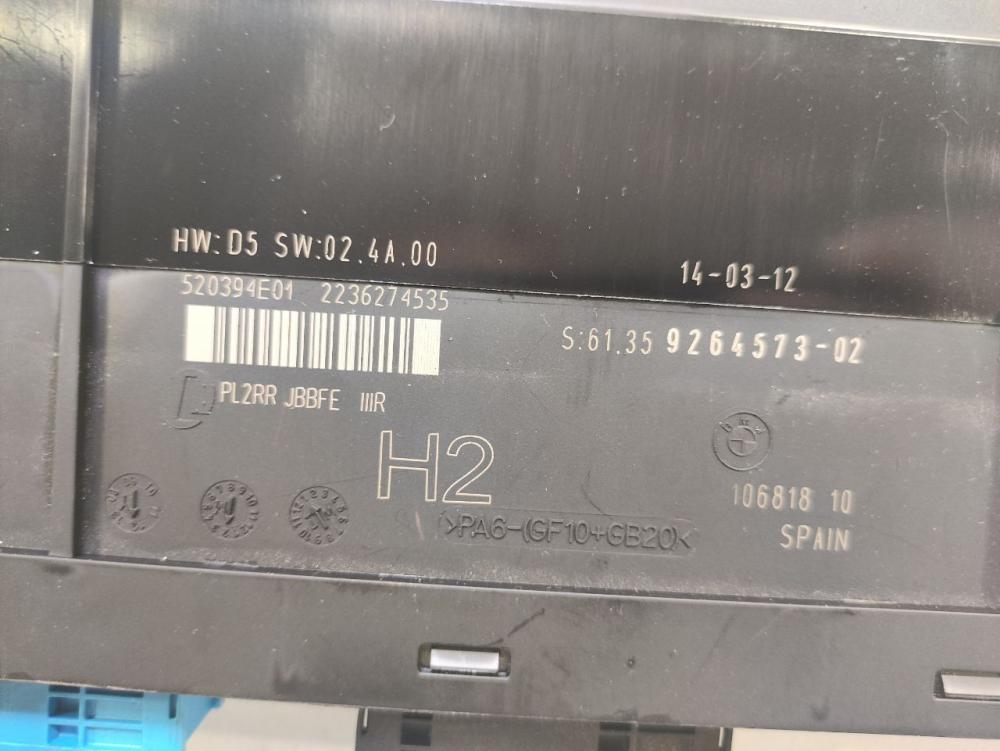 HW:D5 SW:02.4A.00
14-03-12
520394E01 2236274535
S:61.35 9264573-02
PL2RR JBBFE IIIR
H2
BMW
106818 10
>PA6-(GF10+GB20)<
SPAIN